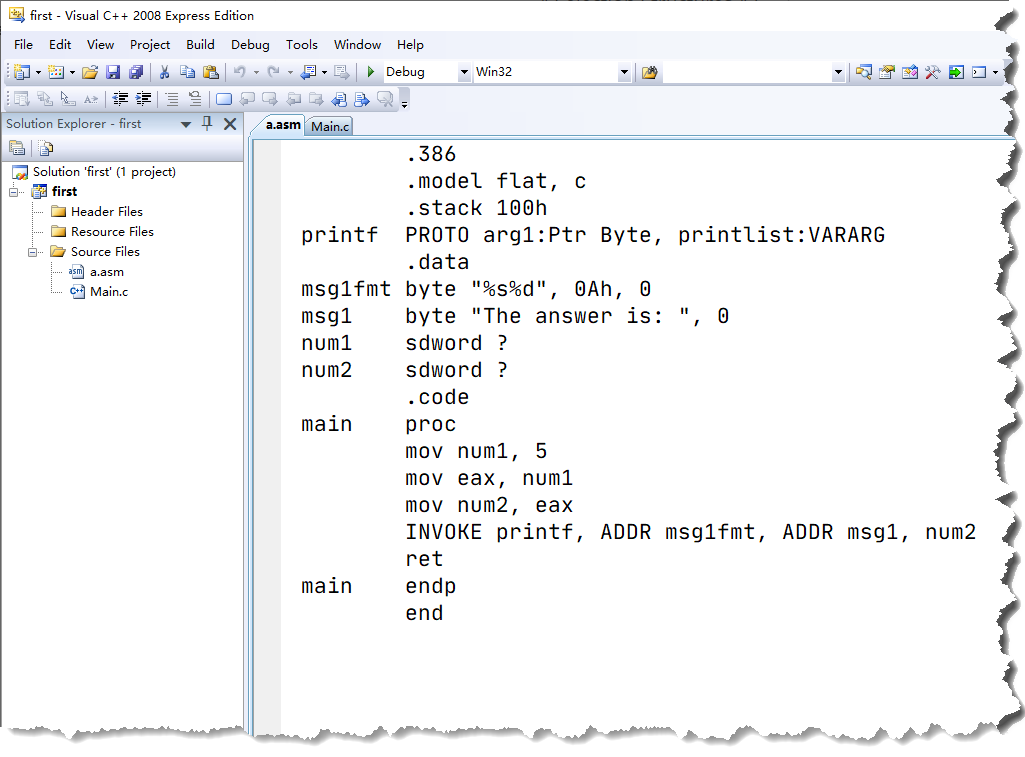 first - Visual C++ 2008 Express Edition
File Edit View Project Build Debug Tools Window Help
Debug Win32
Solution Explorer - first
a.asm Main.c
Solution 'first' (1 project)
first
Header Files
Resource Files
Source Files
a.asm
Main.c
.386
.model flat, c
.stack 100h
printf PROTO arg1:Ptr Byte, printlist:VARARG
.data
msg1fmt byte "%s%d", 0Ah, 0
msg1 byte "The answer is: ", 0
num1 sdword ?
num2 sdword ?
.code
main proc
mov num1, 5
mov eax, num1
mov num2, eax
INVOKE printf, ADDR msg1fmt, ADDR msg1, num2
ret
main endp
end